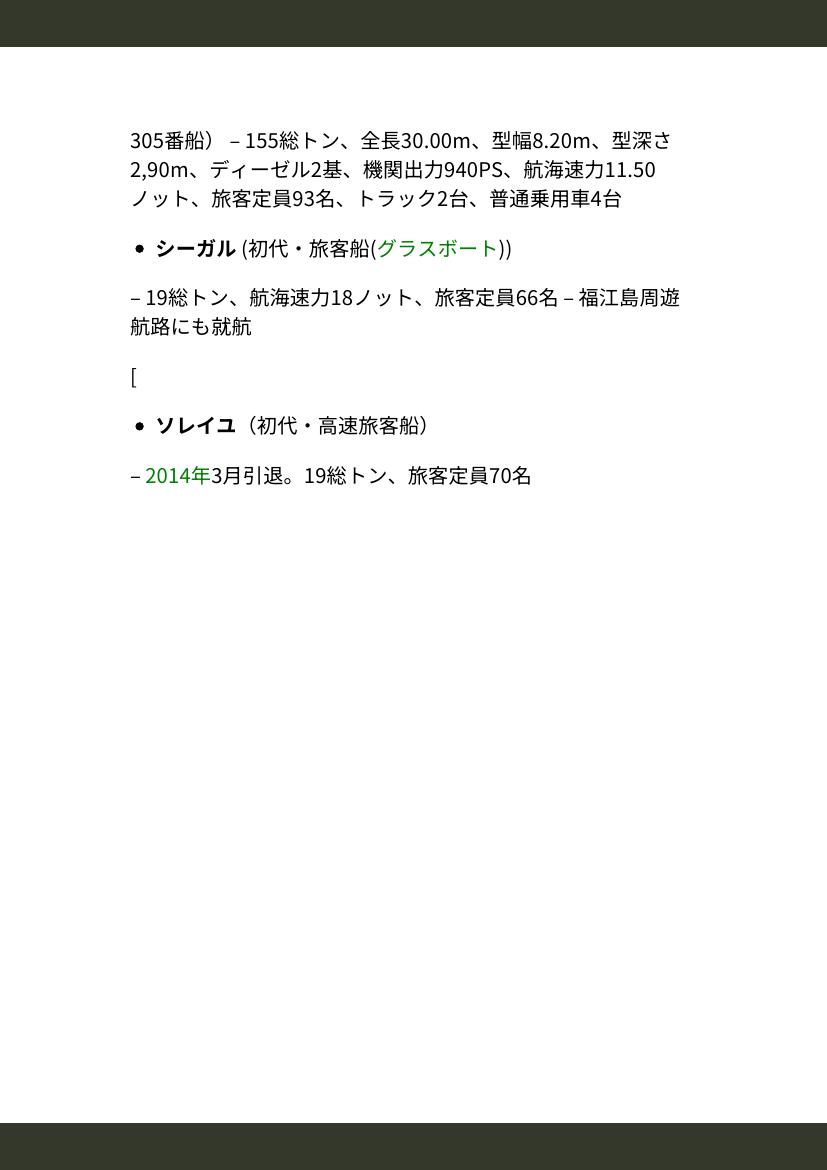 305番船） – 155総トン、全長30.00m、型幅8.20m、型深さ
2,90m、ディーゼル2基、機関出力940PS、航海速力11.50
ノット、旅客定員93名、トラック2台、普通乗用車4台
• シーガル (初代・旅客船(グラスボート))
– 19総トン、航海速力18ノット、旅客定員66名 – 福江島周遊
航路にも就航
[
• ソレイユ（初代・高速旅客船）
– 2014年3月引退。19総トン、旅客定員70名